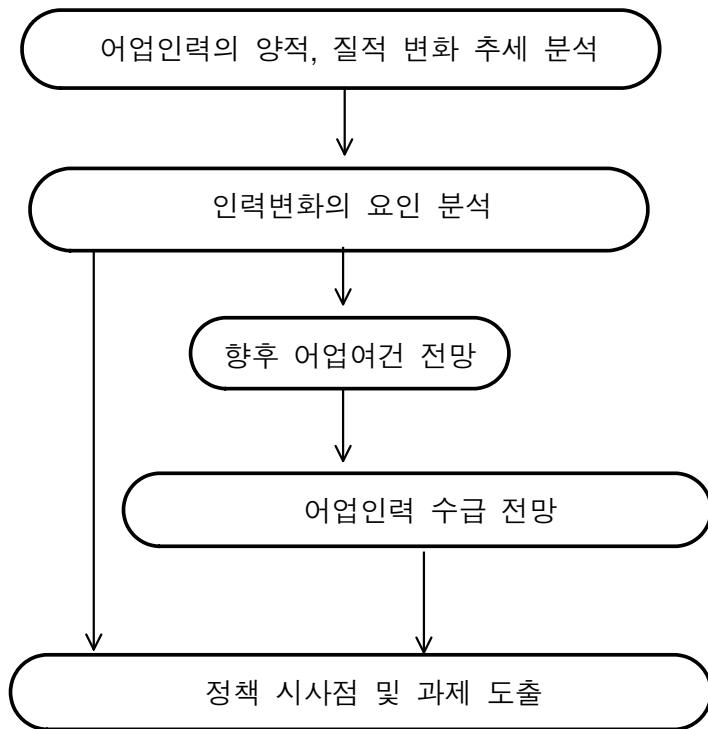 어업인력의 양적, 질적 변화 추세 분석
인력변화의 요인 분석
향후 어업여건 전망
어업인력 수급 전망
정책 시사점 및 과제 도출